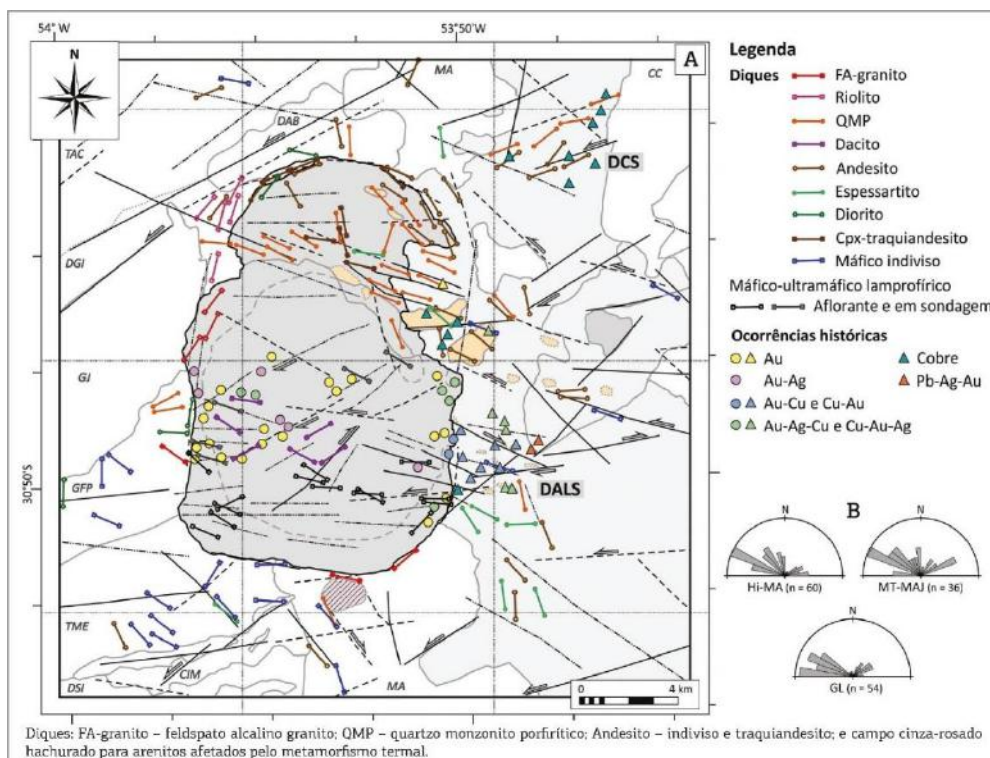 54° W
53°50'W
N
A
MA
CC
DAB
TAC
DCS
DGI
GI
30°50'S
GFP
DALS
TME
CIM
DSI
MA
0
4 km
Legenda
Diques
FA-granito
Riolito
QMP
Dacito
Andesito
Espessartito
Diorito
Cpx-traquiandesito
Máfico indiviso
Máfico-ultramáfico lamprofírico
Aflorante e em sondagem
Ocorrências históricas
Au
Cobre
Au-Ag
Pb-Ag-Au
Au-Cu e Cu-Au
Au-Ag-Cu e Cu-Au-Ag
B
N
N
Hi-MA (n = 60)
MT-MAJ (n = 36)
N
GL (n = 54)
Diques: FA-granito – feldspato alcalino granito; QMP – quartzo monzonito porfirítico; Andesito – indiviso e traquiandesito; e campo cinza-rosado
hachurado para arenitos afetados pelo metamorfismo termal.